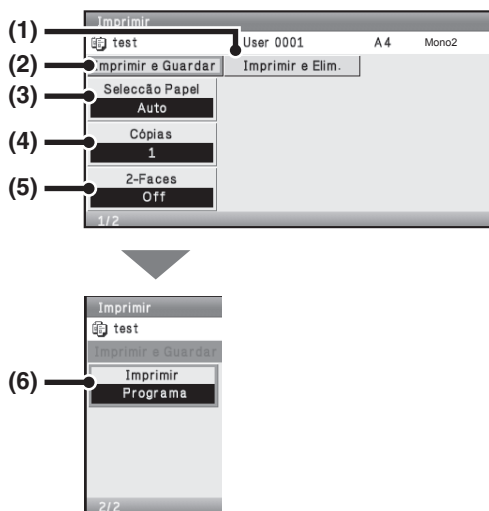 Imprimir
(1)
test User 0001 A4 Mono2
(2) Imprimir e Guardar Imprimir e Elim.
(3) Selecção Papel
Auto
(4) Cópias
1
(5) 2-Faces
Off
1/2
Imprimir
test
Imprimir e Guardar
(6) Imprimir
Programa
2/2